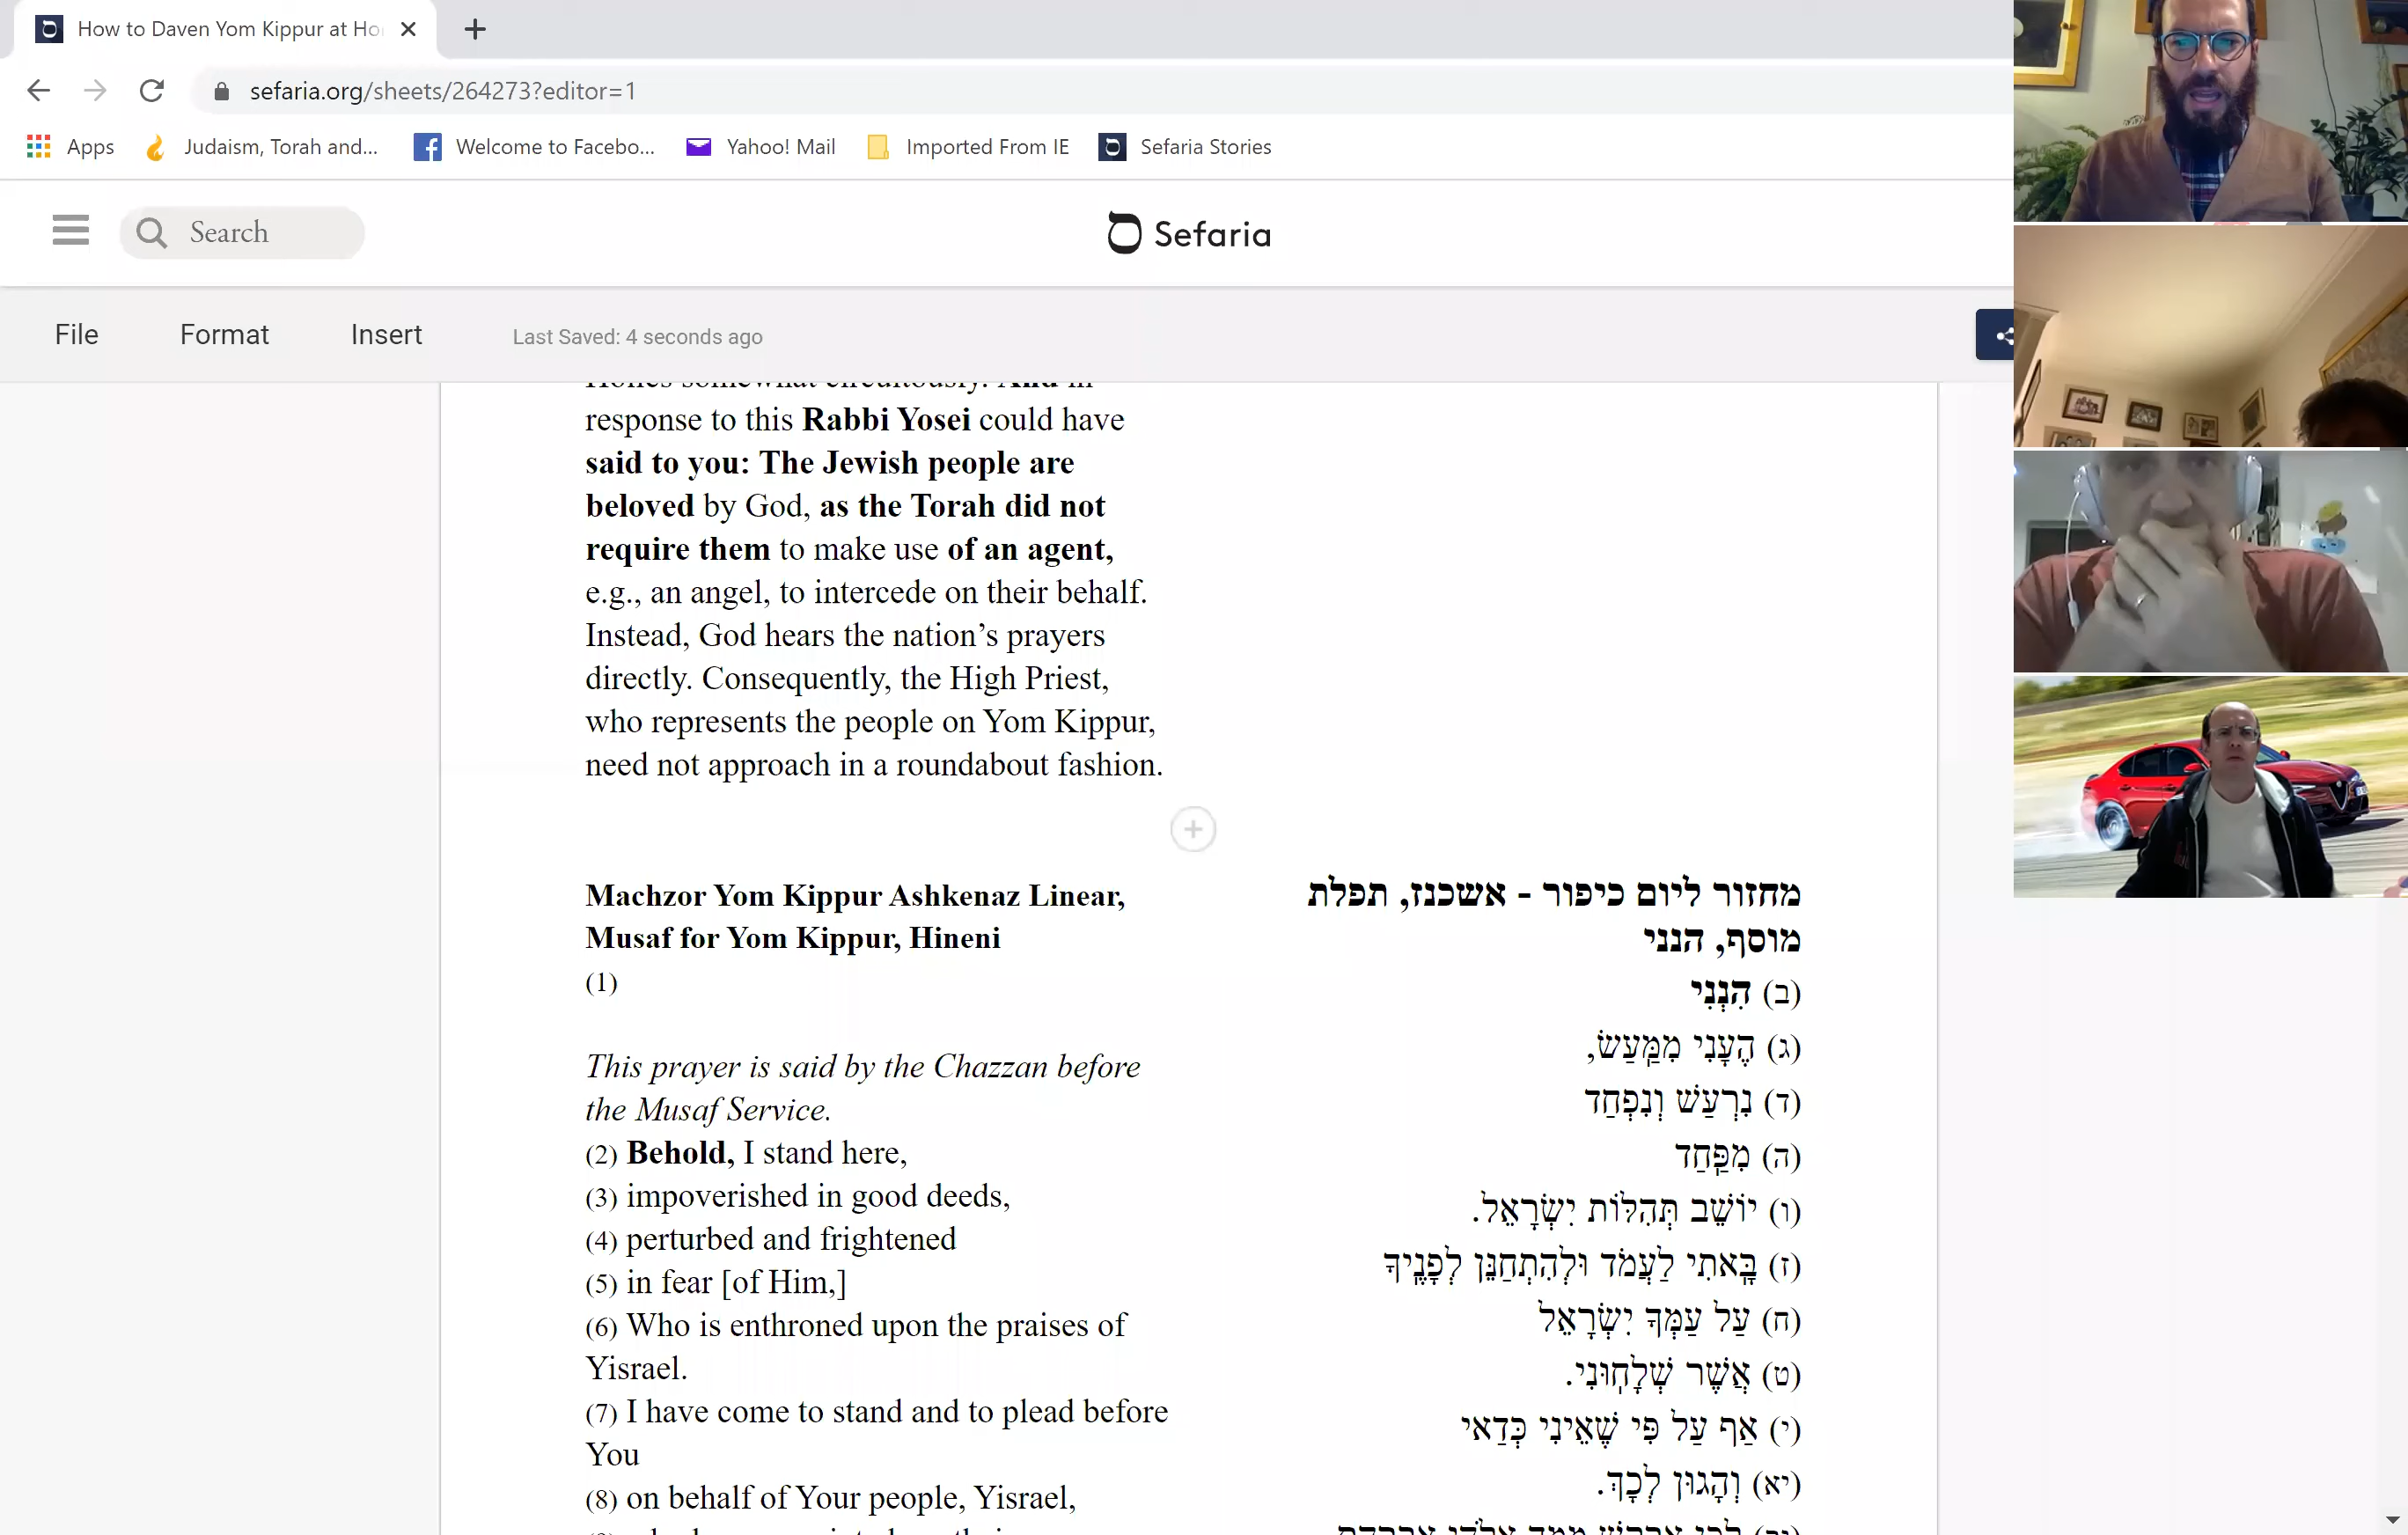 How to Daven Yom Kippur at Ho
sefaria.org/sheets/264273?editor=1
Apps
Judaism, Torah and...
Welcome to Facebo...
Yahoo! Mail
Imported From IE
Sefaria Stories
Search
Sefaria
File Format Insert Last Saved: 4 seconds ago
somewhat circuitously. And in
response to this Rabbi Yosei could have
said to you: The Jewish people are
beloved by God, as the Torah did not
require them to make use of an agent,
e.g., an angel, to intercede on their behalf.
Instead, God hears the nation’s prayers
directly. Consequently, the High Priest,
who represents the people on Yom Kippur,
need not approach in a roundabout fashion.
Machzor Yom Kippur Ashkenaz Linear,
Musaf for Yom Kippur, Hineni
(1)
This prayer is said by the Chazzan before
the Musaf Service.
(2) Behold, I stand here,
(3) impoverished in good deeds,
(4) perturbed and frightened
(5) in fear [of Him,]
(6) Who is enthroned upon the praises of
Yisrael.
(7) I have come to stand and to plead before
You
(8) on behalf of Your people, Yisrael,
מחזור ליום כיפור - אשכנז, תפלת
מוסף, הנני
(ב) הִנְנִי
(ג) הֶעָנִי מִמַּעַשׂ,
(ד) נִרְעַשׁ וְנִפְחַד
(ה) מִפַּחַד
(ו) יוֹשֵׁב תְּהִלּוֹת יִשְׂרָאֵל.
(ז) בָּאתִי לַעֲמֹד וּלְהִתְחַנֵּן לְפָנֶיךָ
(ח) עַל עַמְּךָ יִשְׂרָאֵל
(ט) אֲשֶׁר שְׁלָחוּנִי.
(י) אַף עַל פִּי שֶׁאֵינִי כְּדַאי
(יא) וְהָגוּן לְכָךְ.